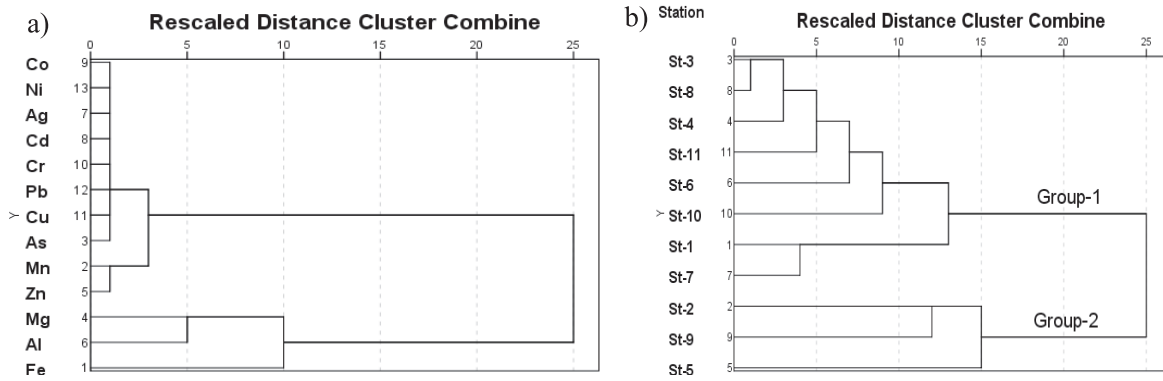 a)
Rescaled Distance Cluster Combine
0 5 10 15 20 25
Co 9
Ni 13
Ag 7
Cd 8
Cr 10
Pb 12
Y
Cu 11
As 3
Mn 2
Zn 5
Mg 4
Al 6
Fe 1
b)
Station
Rescaled Distance Cluster Combine
0 5 10 15 20 25
St-3 3
St-8 8
St-4 4
St-11 11
St-6 6
Y
St-10 10
St-1 1
St-7 7
St-2 2
St-9 9
St-5 5
Group-1
Group-2